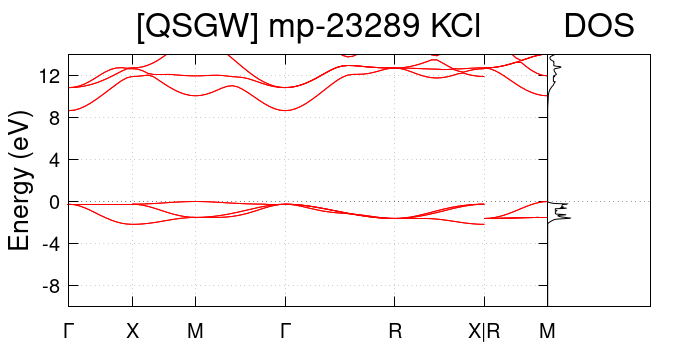 [QSGW] mp-23289 KCl DOS
Energy (eV)
12
8
4
0
-4
-8
Γ X M Γ R X|R M